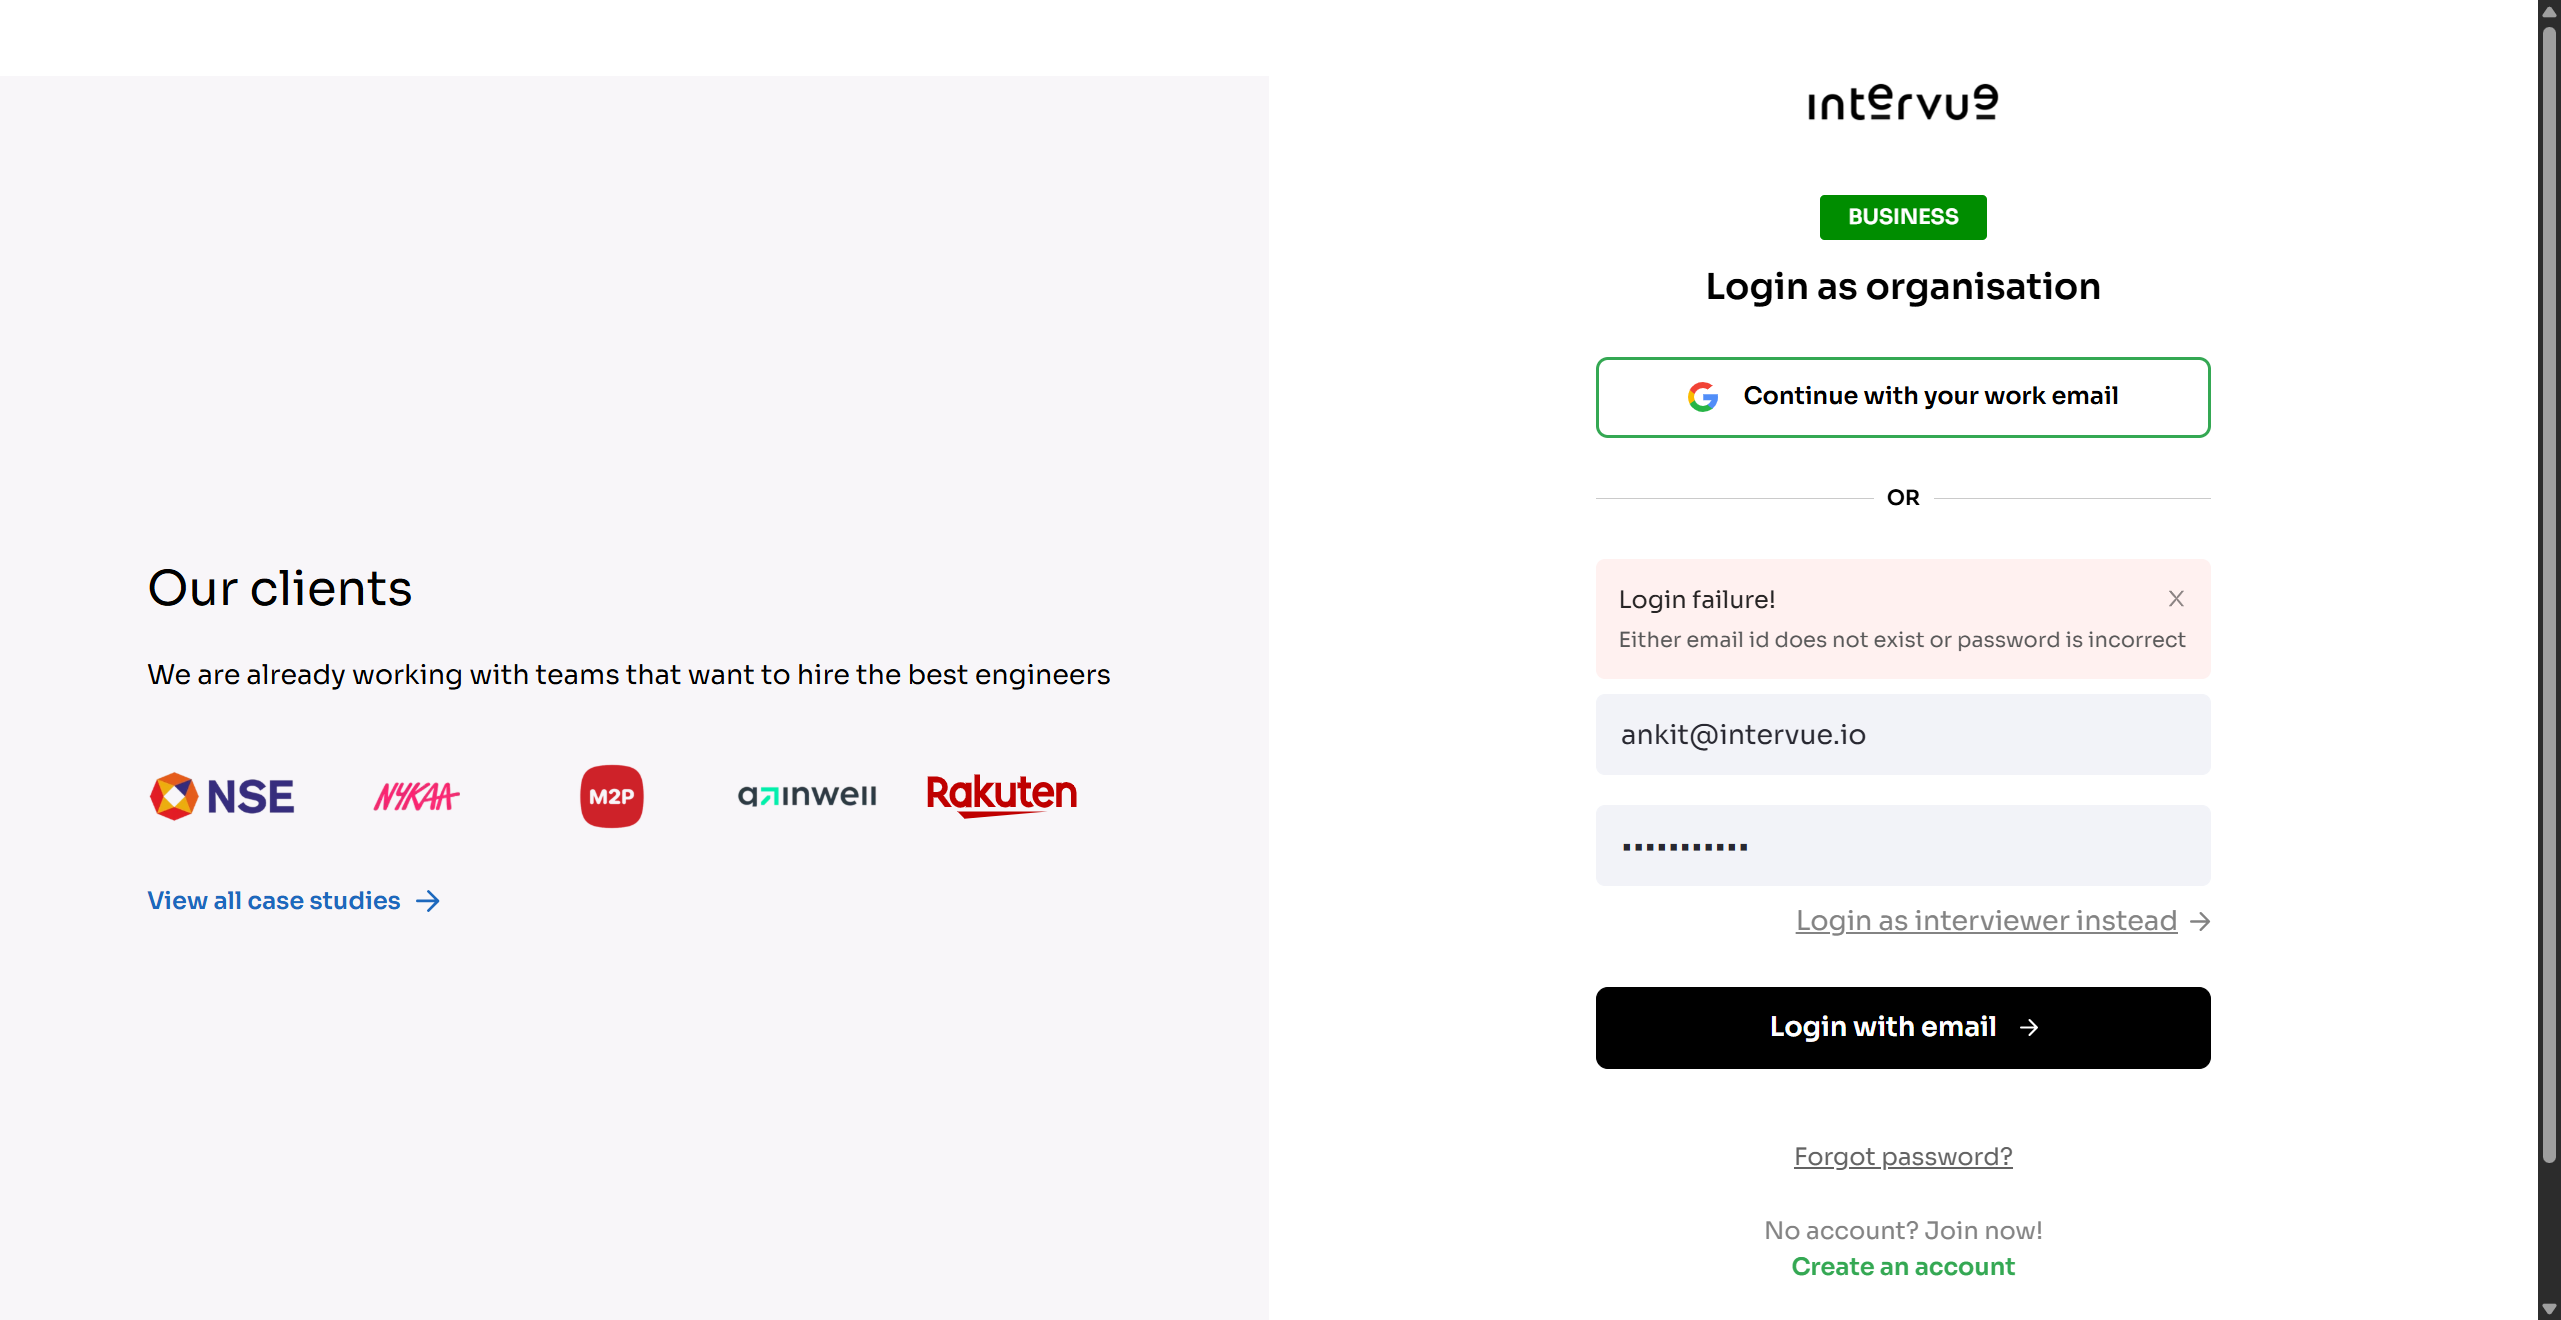 Our clients
We are already working with teams that want to hire the best engineers
NSE
NYKAA
M2P
gainwell
Rakuten
View all case studies
intervue
BUSINESS
Login as organisation
Continue with your work email
OR
Login failure!
Either email id does not exist or password is incorrect
ankit@intervue.io
Login as interviewer instead
Login with email
Forgot password?
No account? Join now!
Create an account